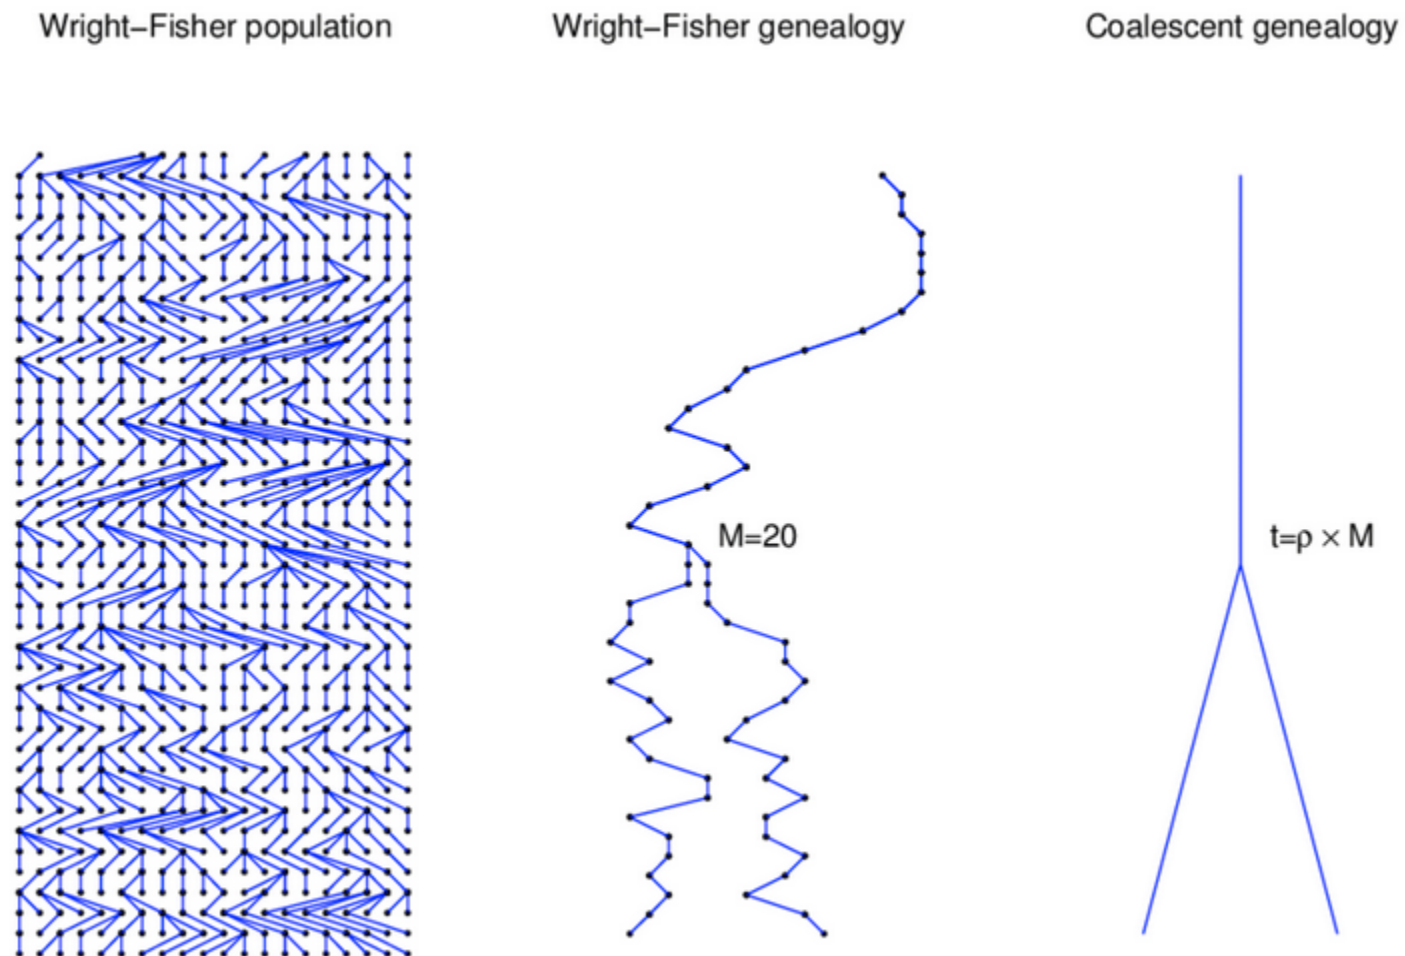 Wright−Fisher population
Wright−Fisher genealogy
Coalescent genealogy
M=20
t=ρ × M